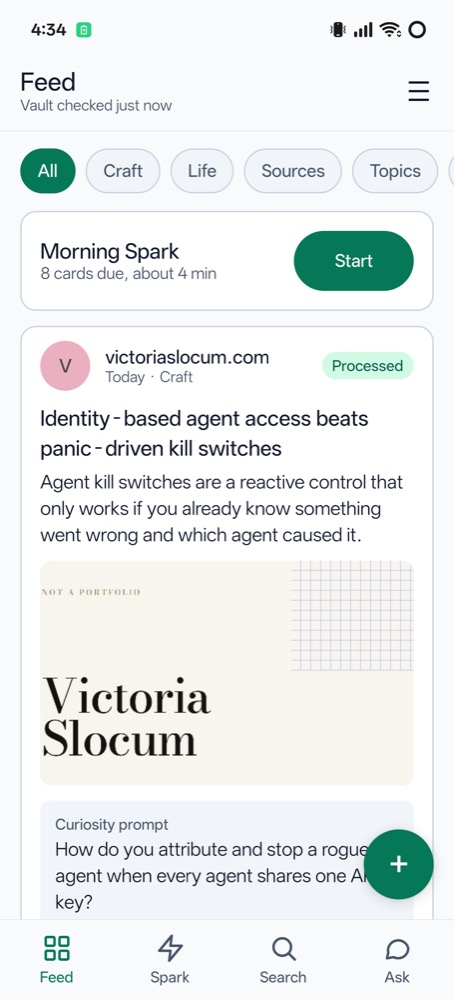 4:34
Feed
Vault checked just now
All
Craft
Life
Sources
Topics
Morning Spark
8 cards due, about 4 min
Start
V
victoriaslocum.com
Today · Craft
Processed
Identity-based agent access beats
panic-driven kill switches
Agent kill switches are a reactive control that
only works if you already know something
went wrong and which agent caused it.
NOT A PORTFOLIO
Victoria
Slocum
Curiosity prompt
How do you attribute and stop a rogue
agent when every agent shares one
key?
+
Feed
Spark
Search
Ask